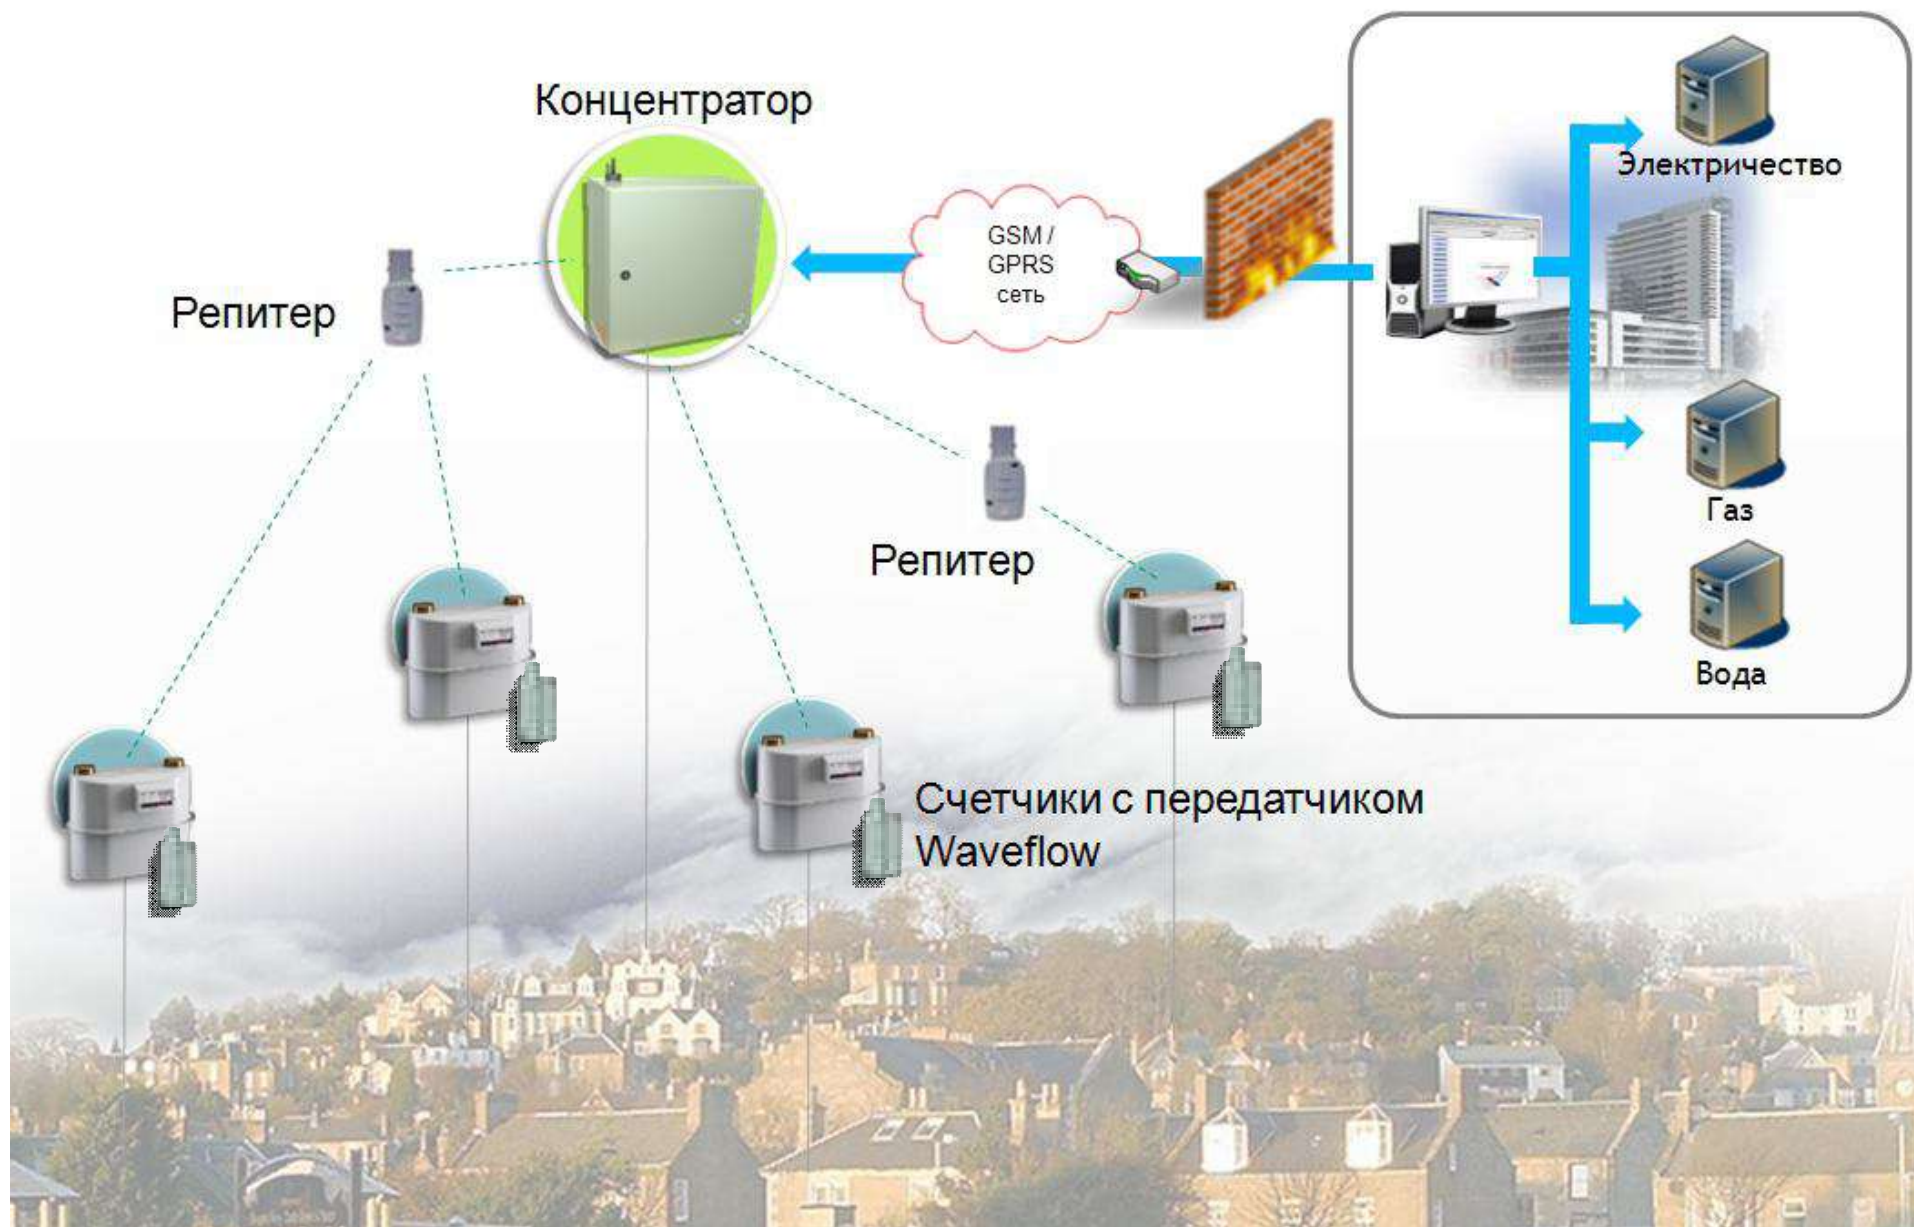 Концентратор
Электричество
GSM /
GPRS
сеть
Репитер
Газ
Репитер
Вода
Счетчики с передатчиком
Waveflow